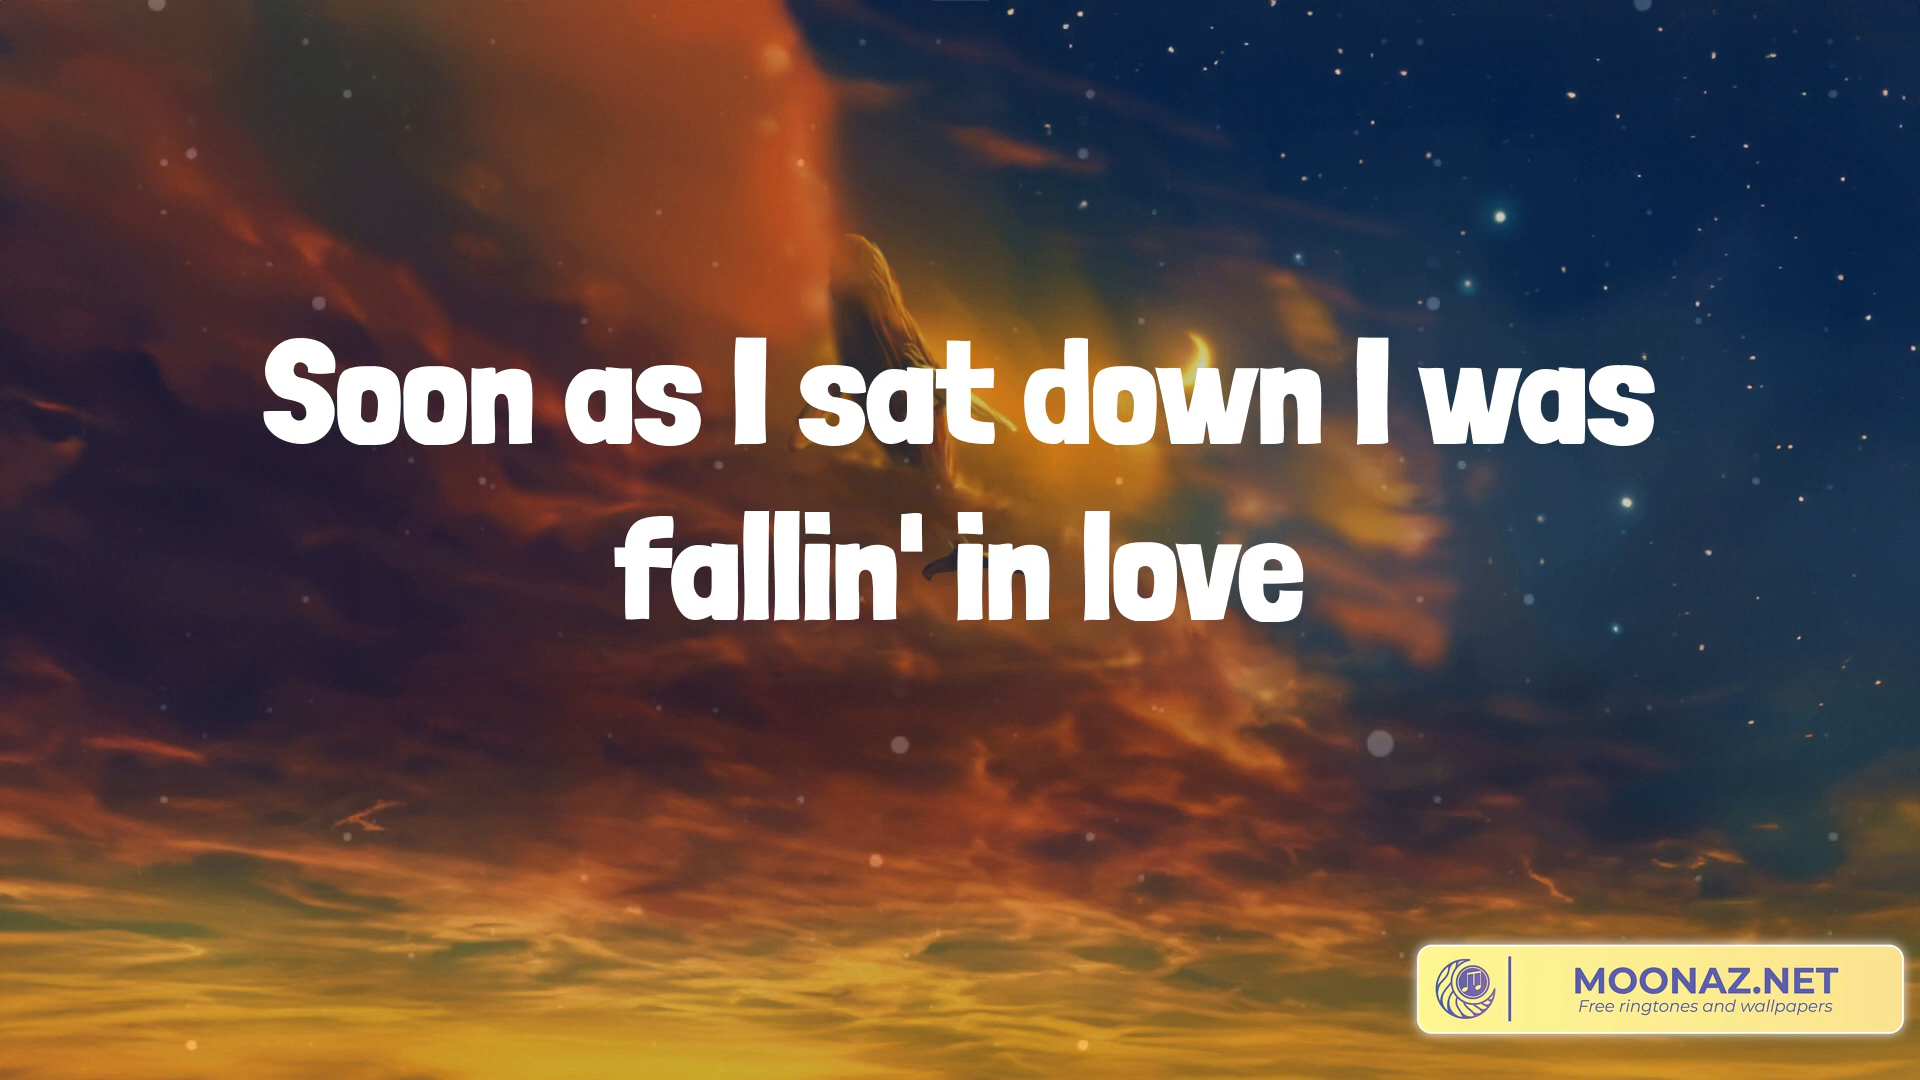 Soon as I sat down I was
fallin' in love
MOONAZ.NET
Free ringtones and wallpapers